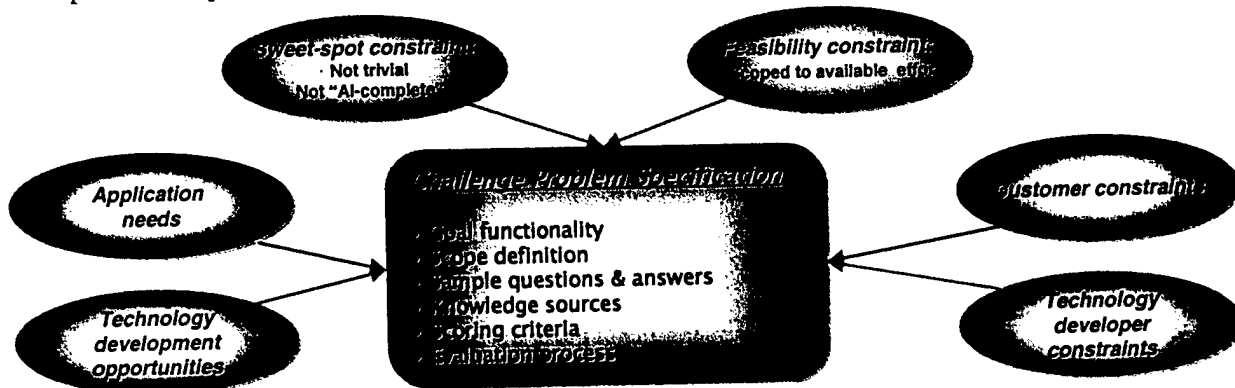 Sweet-spot constraints
· Not trivial
Not "AI-complete"
Feasibility constraints
Scoped to available effort
Challenge Problem Specification
· Goal functionality
· Scope definition
· Sample questions & answers
· Knowledge sources
· Scoring criteria
· Evaluation process
Application
needs
Technology
development
opportunities
Customer constraints
Technology
developer
constraints